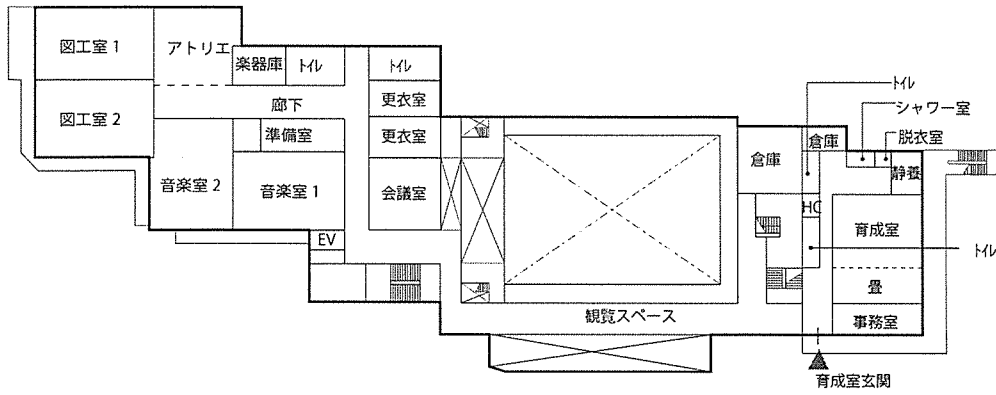 図工室 1
アトリエ
楽器庫
トイレ
トイレ
図工室 2
廊下
更衣室
準備室
更衣室
音楽室 2
音楽室 1
会議室
EV
観覧スペース
倉庫
倉庫
トイレ
シャワー室
脱衣室
静養
HC
育成室
トイレ
畳
事務室
育成室玄関